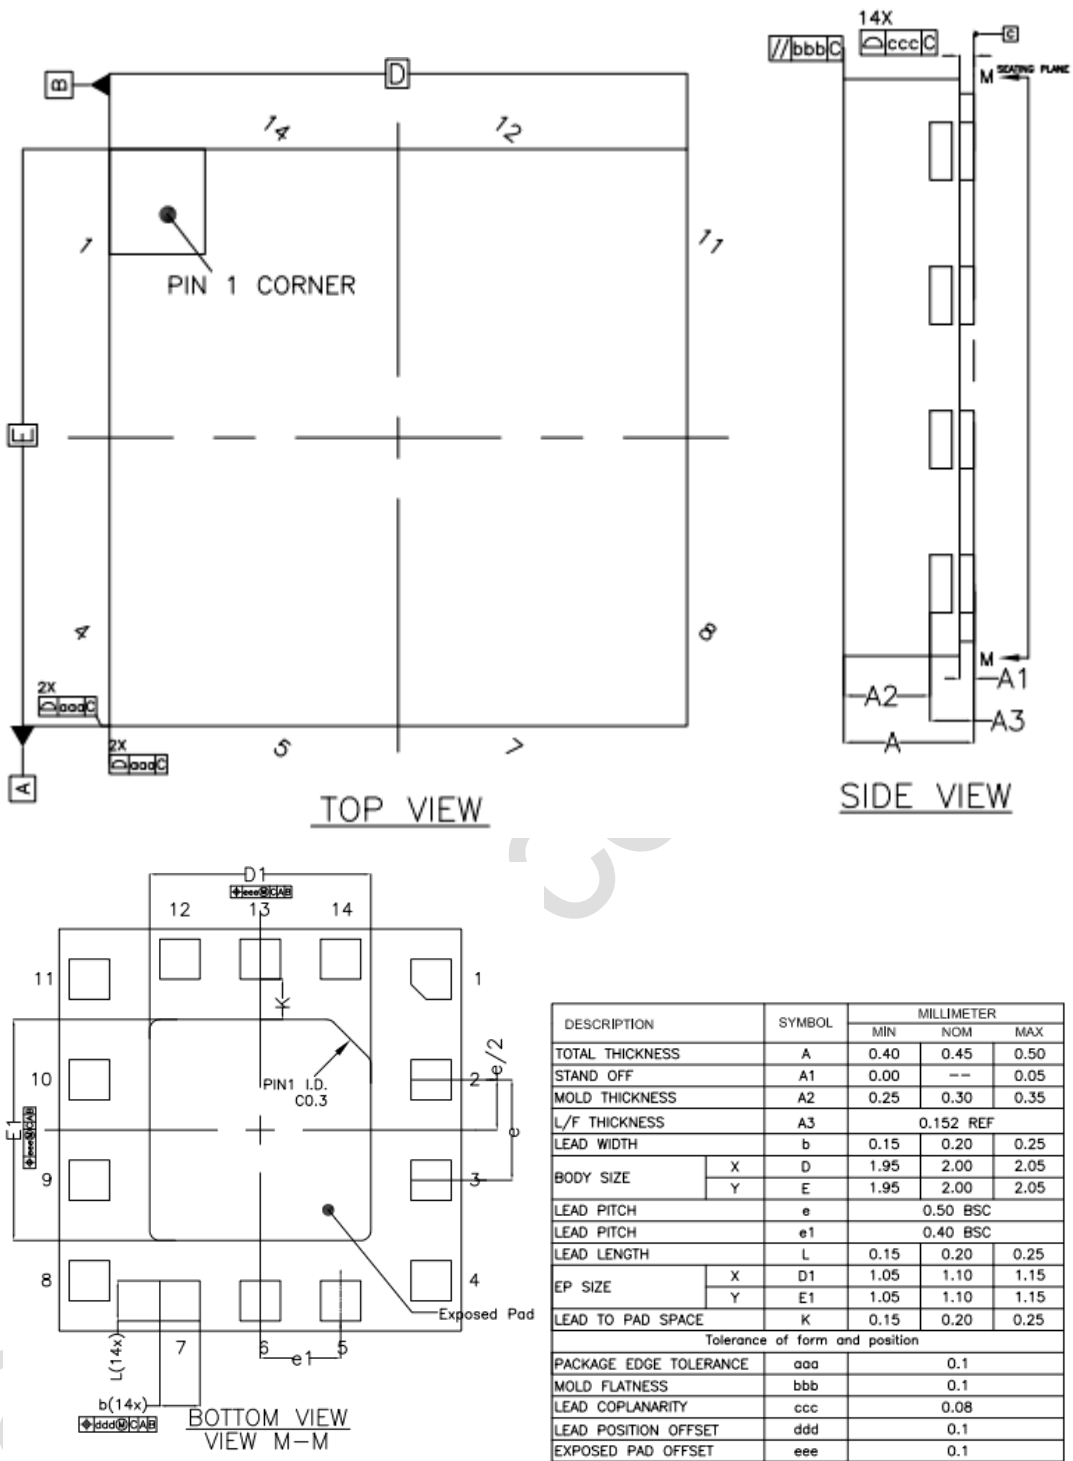 B
D
14
12
1
PIN 1 CORNER
11
E
4
8
2X
aaa C
2X
aaa C
5
7
A
TOP VIEW
// bbb C
14X
ccc C
C
M SEATING PLANE
M
A1
A2
A3
A
SIDE VIEW
D1
eee M C A B
12 13 14
11
1
K
e/2
10
2
PIN1 I.D.
C0.3
E1
eee M C A B
e
9
3
8
4
Exposed Pad
7 6 5
e1
L(14x)
b(14x)
ddd M C A B
BOTTOM VIEW
VIEW M-M
DESCRIPTION SYMBOL MILLIMETER
MIN NOM MAX
TOTAL THICKNESS A 0.40 0.45 0.50
STAND OFF A1 0.00 -- 0.05
MOLD THICKNESS A2 0.25 0.30 0.35
L/F THICKNESS A3 0.152 REF
LEAD WIDTH b 0.15 0.20 0.25
BODY SIZE X D 1.95 2.00 2.05
Y E 1.95 2.00 2.05
LEAD PITCH e 0.50 BSC
LEAD PITCH e1 0.40 BSC
LEAD LENGTH L 0.15 0.20 0.25
EP SIZE X D1 1.05 1.10 1.15
Y E1 1.05 1.10 1.15
LEAD TO PAD SPACE K 0.15 0.20 0.25
Tolerance of form and position
PACKAGE EDGE TOLERANCE aaa 0.1
MOLD FLATNESS bbb 0.1
LEAD COPLANARITY ccc 0.08
LEAD POSITION OFFSET ddd 0.1
EXPOSED PAD OFFSET eee 0.1